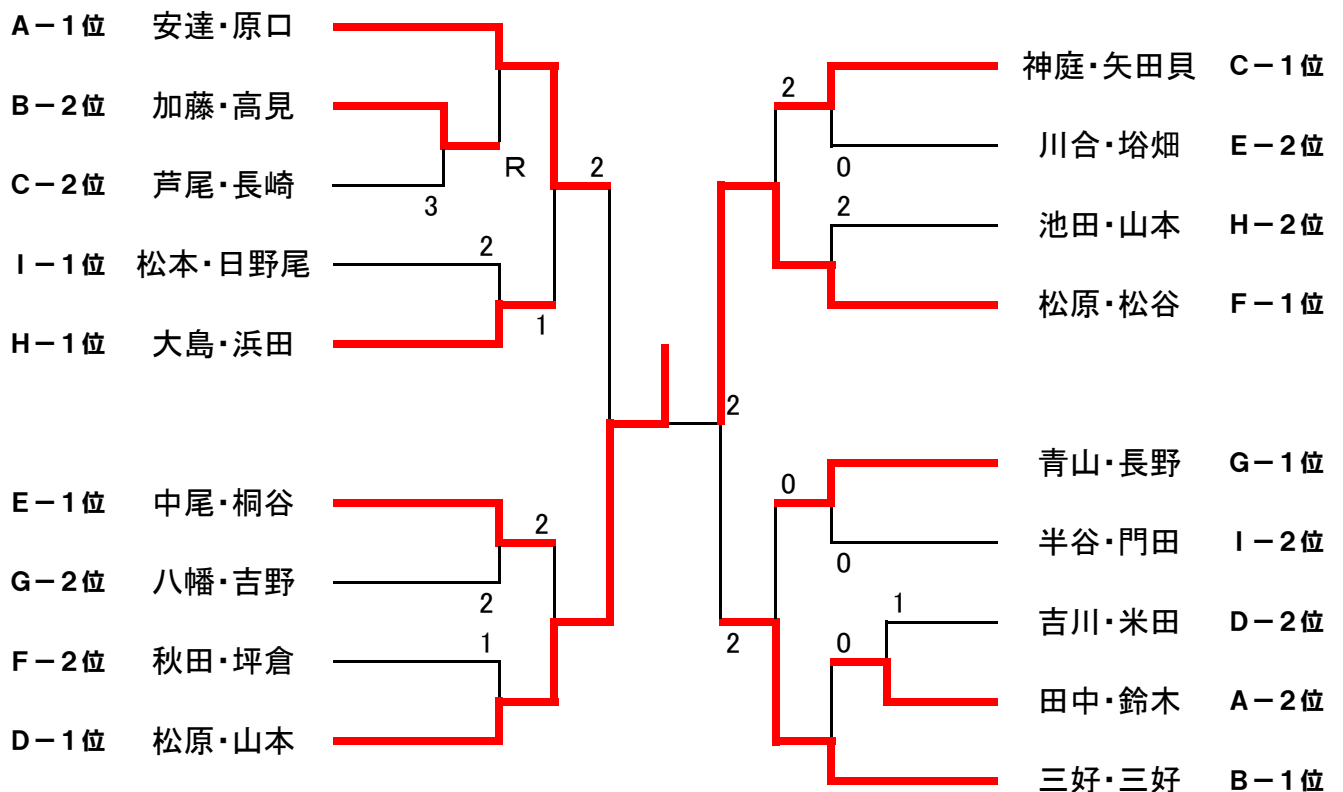 A－1位 安達・原口
B－2位 加藤・高見
C－2位 芦尾・長崎
I－1位 松本・日野尾
H－1位 大島・浜田
E－1位 中尾・桐谷
G－2位 八幡・吉野
F－2位 秋田・坪倉
D－1位 松原・山本
R
3
2
1
2
2
2
1
2
2
神庭・矢田貝 C－1位
川合・垎畑 E－2位
池田・山本 H－2位
松原・松谷 F－1位
青山・長野 G－1位
半谷・門田 I－2位
吉川・米田 D－2位
田中・鈴木 A－2位
三好・三好 B－1位
2
0
2
0
0
1
0